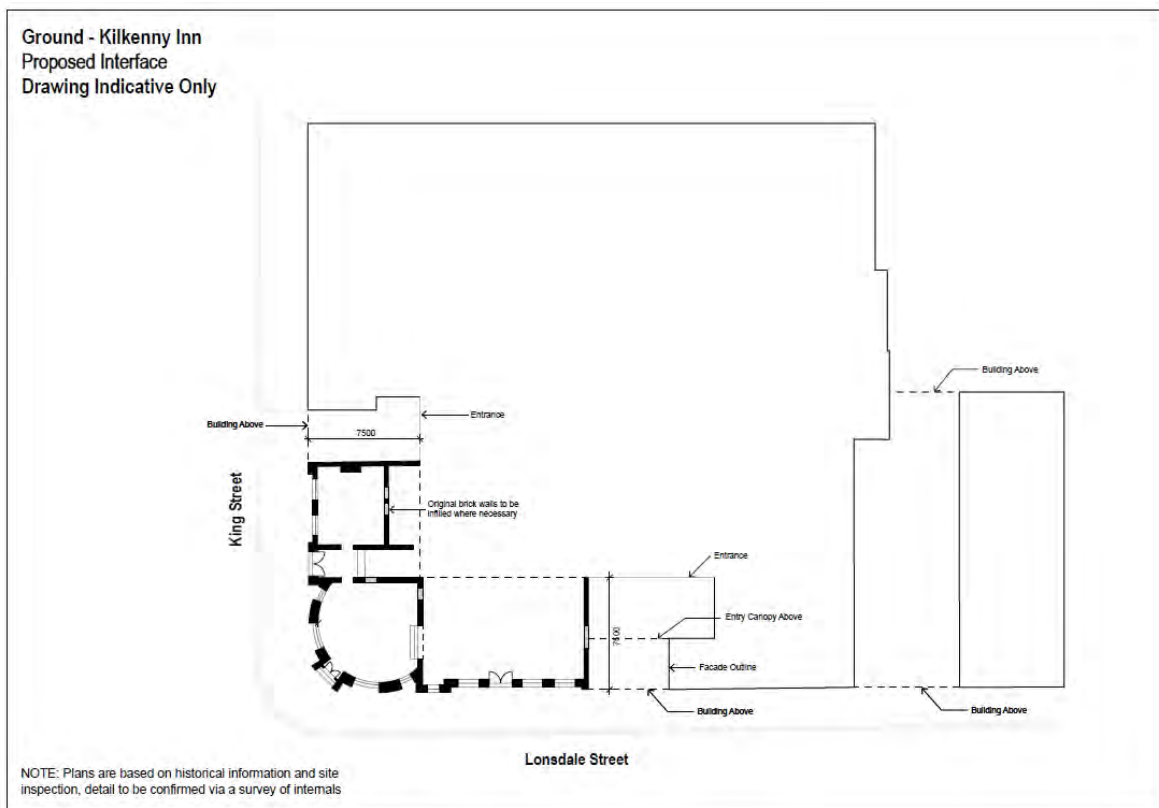 Ground - Kilkenny Inn
Proposed Interface
Drawing Indicative Only
Building Above
Entrance
Building Above
7500
King Street
Original brick walls to be
infilled where necessary
Entrance
7500
Entry Canopy Above
Facade Outline
Building Above
Building Above
Lonsdale Street
NOTE: Plans are based on historical information and site
inspection, detail to be confirmed via a survey of internals